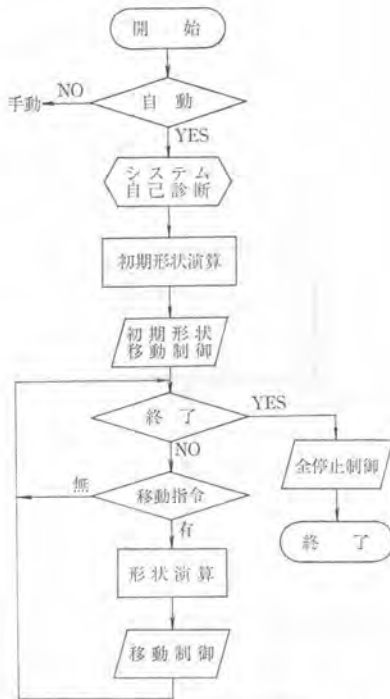 開始
自動
NO
手動
YES
システム
自己診断
初期形状演算
初期形状
移動制御
終了
YES
NO
全停止制御
終了
移動指令
無
有
形状演算
移動制御